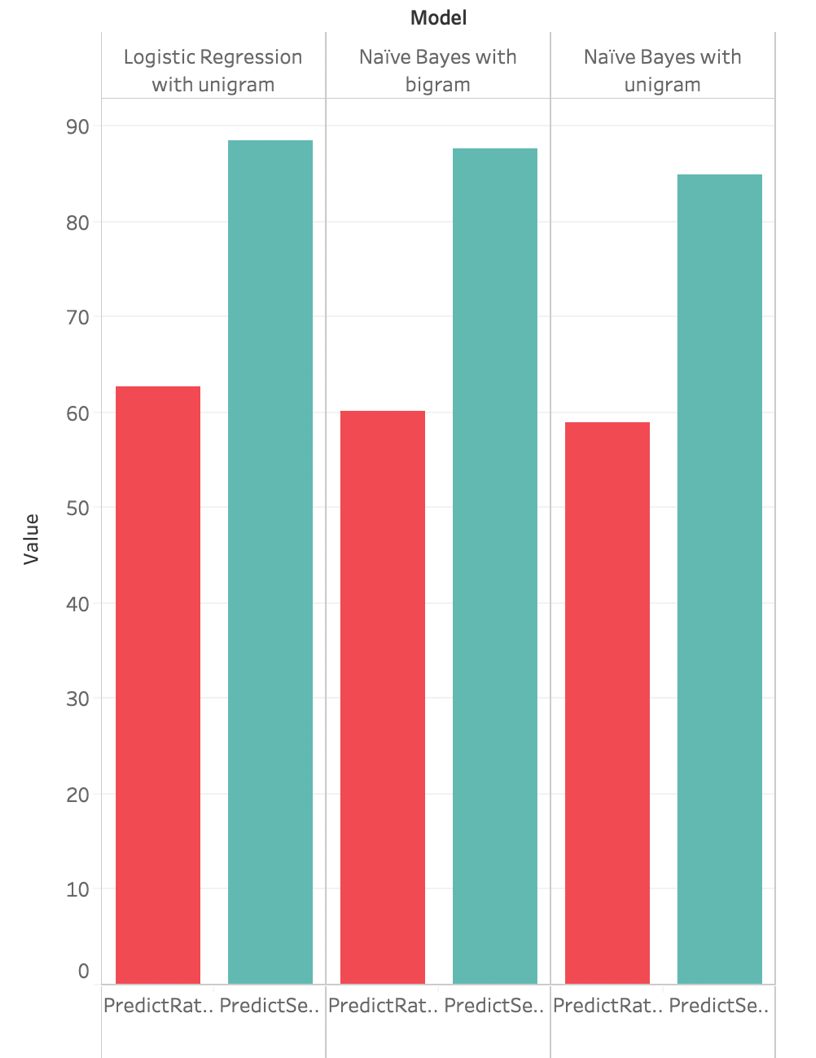 Model
Logistic Regression
with unigram
Naïve Bayes with
bigram
Naïve Bayes with
unigram
90
80
70
60
50
40
30
20
10
0
Value
PredictRat.. PredictSe.. PredictRat.. PredictSe.. PredictRat.. PredictSe..